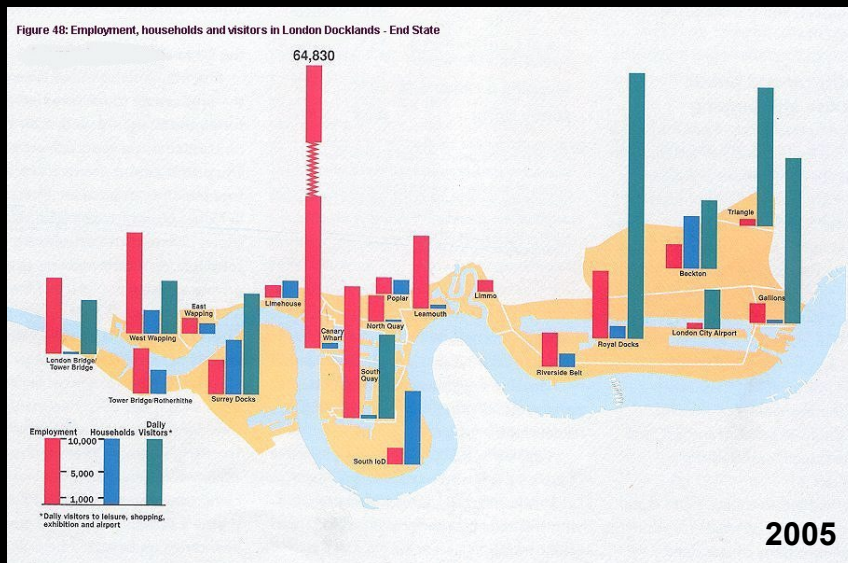 Figure 48: Employment, households and visitors in London Docklands - End State
64,830
Triangle
Beckton
Gallions
London City Airport
Royal Docks
Riverside Belt
Limmo
Leamouth
Poplar
North Quay
Limehouse
Canary
Wharf
South
Quay
South IoD
East
Wapping
West Wapping
London Bridge/
Tower Bridge
Tower Bridge/Rotherhithe
Surrey Docks
Employment
Households
Daily
Visitors*
10,000
5,000
1,000
*Daily visitors to leisure, shopping,
exhibition and airport
2005